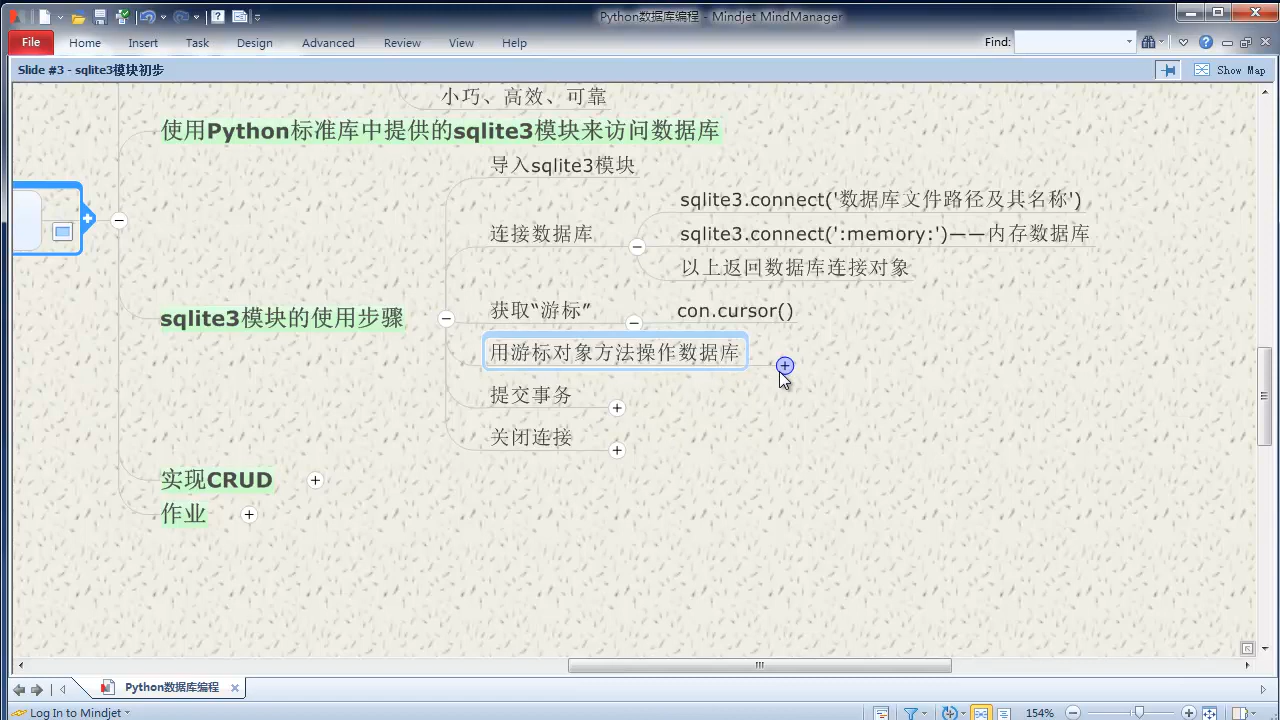 Python数据库编程 - Mindjet MindManager
File Home Insert Task Design Advanced Review View Help Find:
Slide #3 - sqlite3模块初步 Show Map
小巧、高效、可靠
使用Python标准库中提供的sqlite3模块来访问数据库
导入sqlite3模块
sqlite3.connect('数据库文件路径及其名称')
连接数据库
sqlite3.connect(':memory:')——内存数据库
以上返回数据库连接对象
sqlite3模块的使用步骤
获取“游标” con.cursor()
用游标对象方法操作数据库
提交事务
关闭连接
实现CRUD
作业
Python数据库编程
Log In to Mindjet 154%